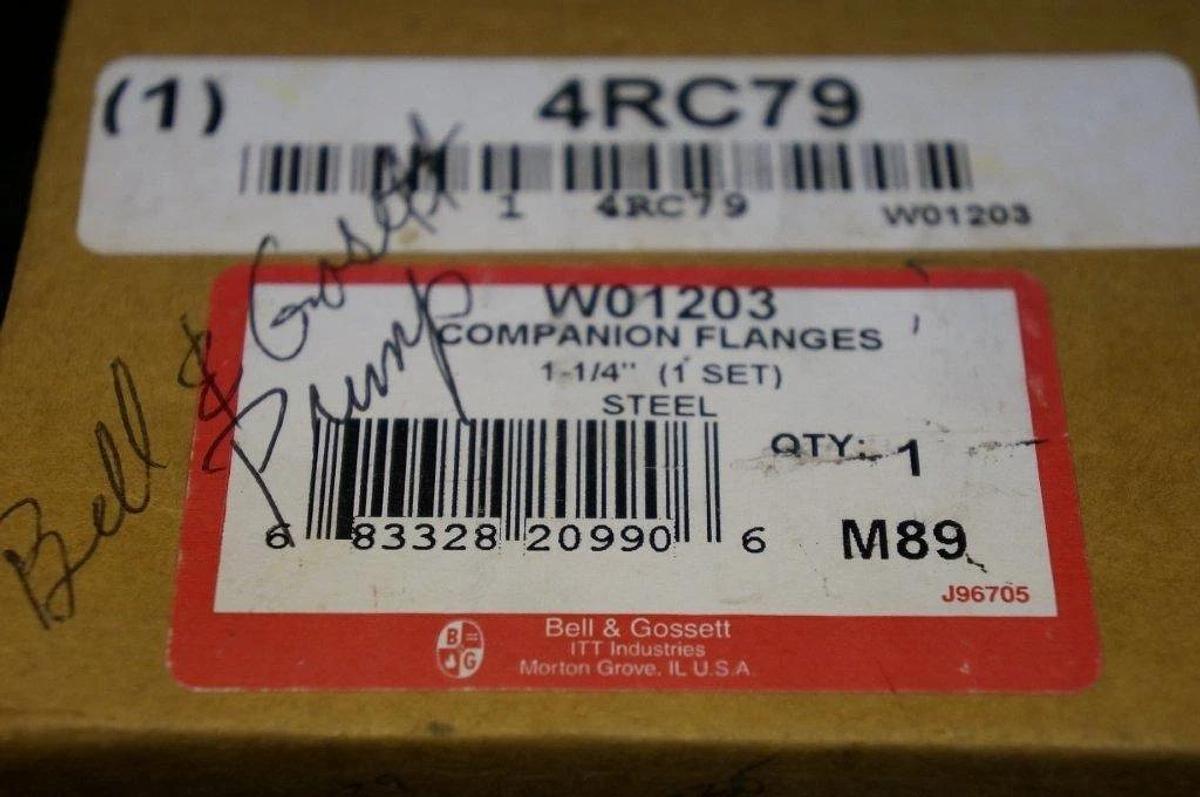 (1) 4RC79
1 4RC79 W01203
Bell & Gossett
Pump
W01203
COMPANION FLANGES
1-1/4" (1 SET)
STEEL
QTY: 1
6 83328 20990 6
M89
J96705
B G
Bell & Gossett
ITT Industries
Morton Grove, IL U.S.A.